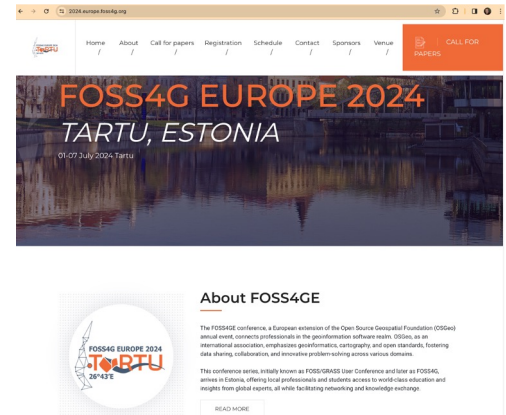 2024.europe.foss4g.org
Home / About / Call for papers / Registration / Schedule / Contact / Sponsors / Venue /
CALL FOR PAPERS
FOSS4G EUROPE 2024
TARTU, ESTONIA
01-07 July 2024 Tartu
About FOSS4GE
FOSS4G EUROPE 2024
TARTU
26°43'E
The FOSS4GE conference, a European extension of the Open Source Geospatial Foundation (OSGeo)
annual event, connects professionals in the geoinformation software realm. OSGeo, as an
international association, emphasizes geoinformatics, cartography, and open standards, fostering
data sharing, collaboration, and innovative problem-solving across various domains.
This conference series, initially known as FOSS/GRASS User Conference and later as FOSS4G,
arrives in Estonia, offering local professionals and students access to world-class education and
insights from global experts, all while facilitating networking and knowledge exchange.
READ MORE